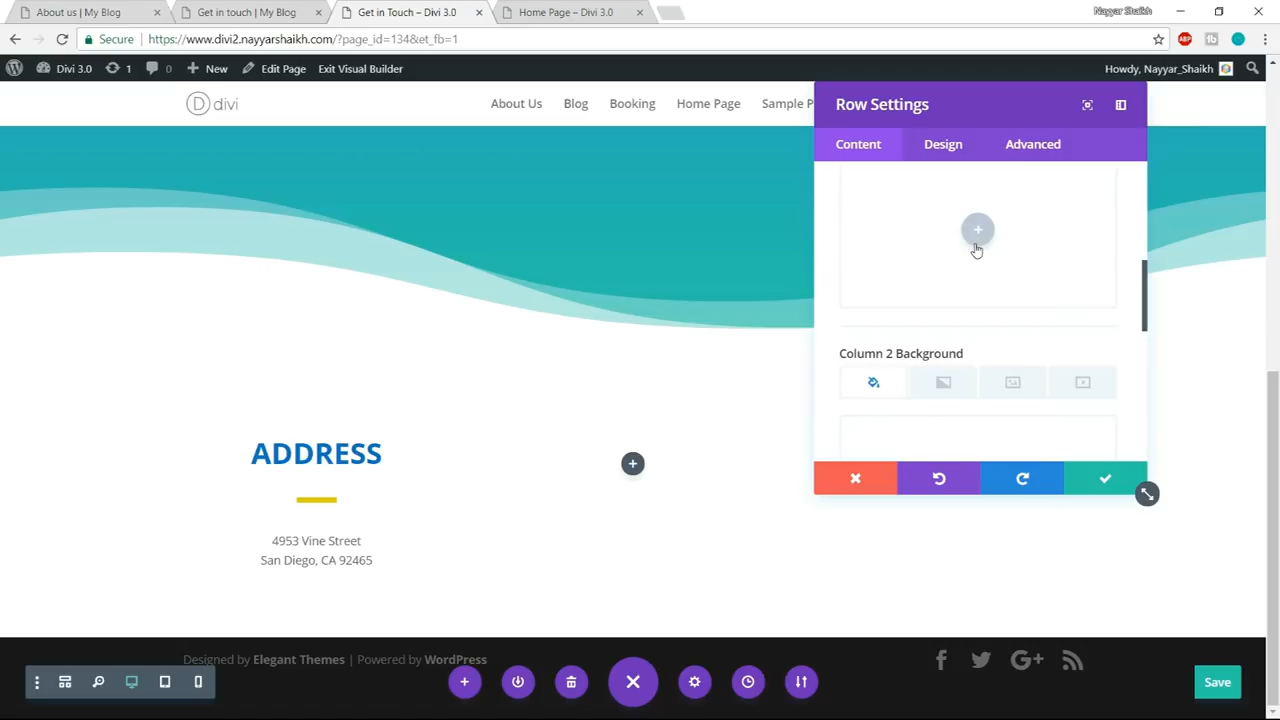 About us | My Blog
Get in touch | My Blog
Get in Touch – Divi 3.0
Home Page – Divi 3.0
Nayyar Shaikh
Secure
https://www.divi2.nayyarshaikh.com/?page_id=134&et_fb=1
Divi 3.0
1
0
New
Edit Page
Exit Visual Builder
Howdy, Nayyar_Shaikh
D divi
About Us
Blog
Booking
Home Page
Sample P
Row Settings
Content
Design
Advanced
Column 2 Background
ADDRESS
4953 Vine Street
San Diego, CA 92465
Designed by Elegant Themes | Powered by WordPress
Save